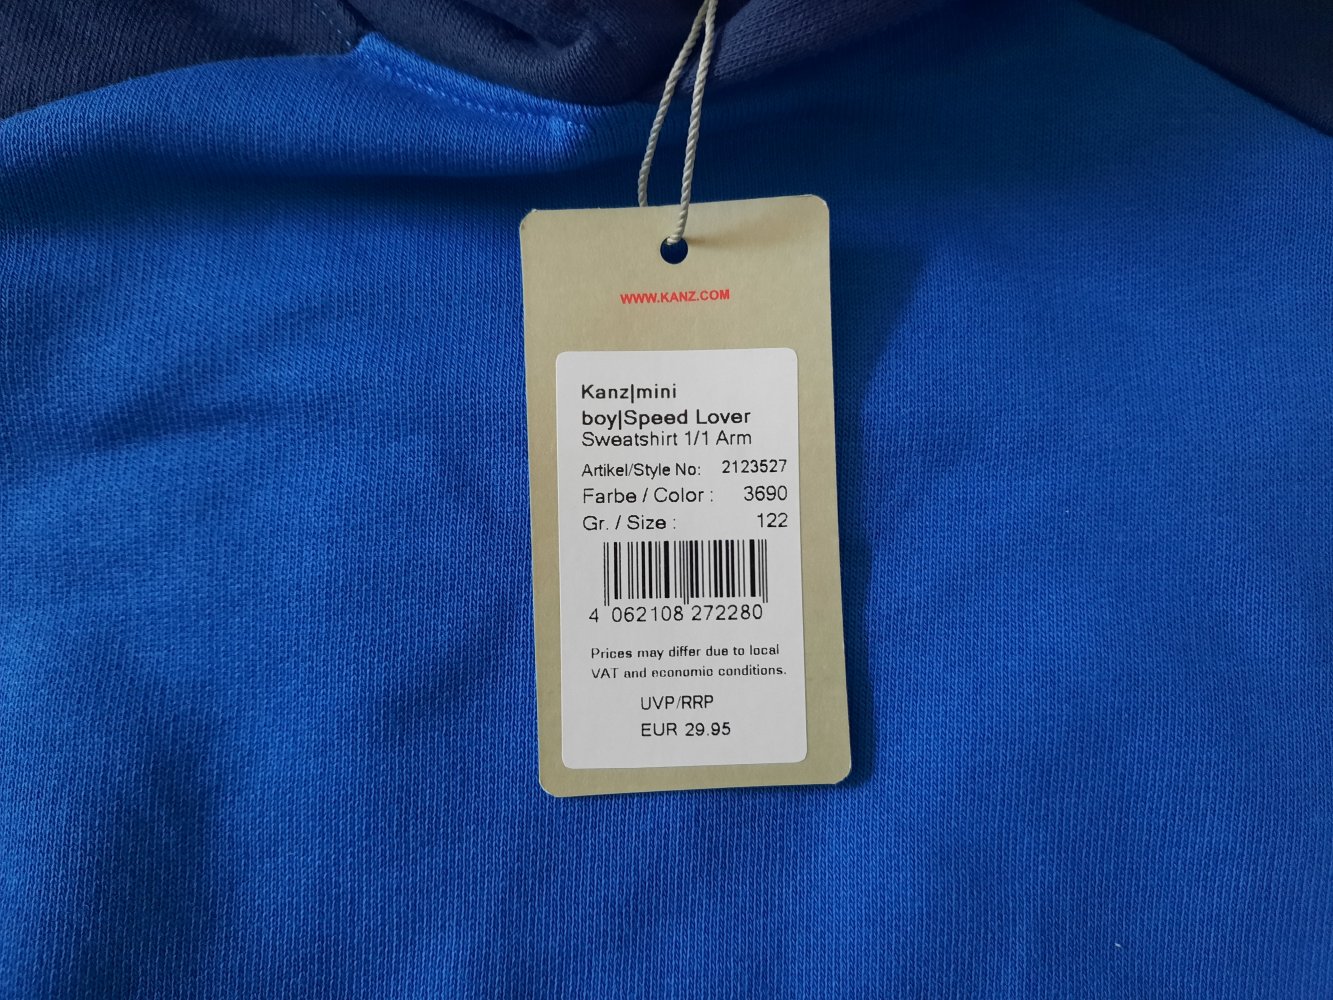 WWW.KANZ.COM
Kanz|mini
boy|Speed Lover
Sweatshirt 1/1 Arm
Artikel/Style No: 2123527
Farbe / Color : 3690
Gr. / Size : 122
4 062108 272280
Prices may differ due to local
VAT and economic conditions.
UVP/RRP
EUR 29.95